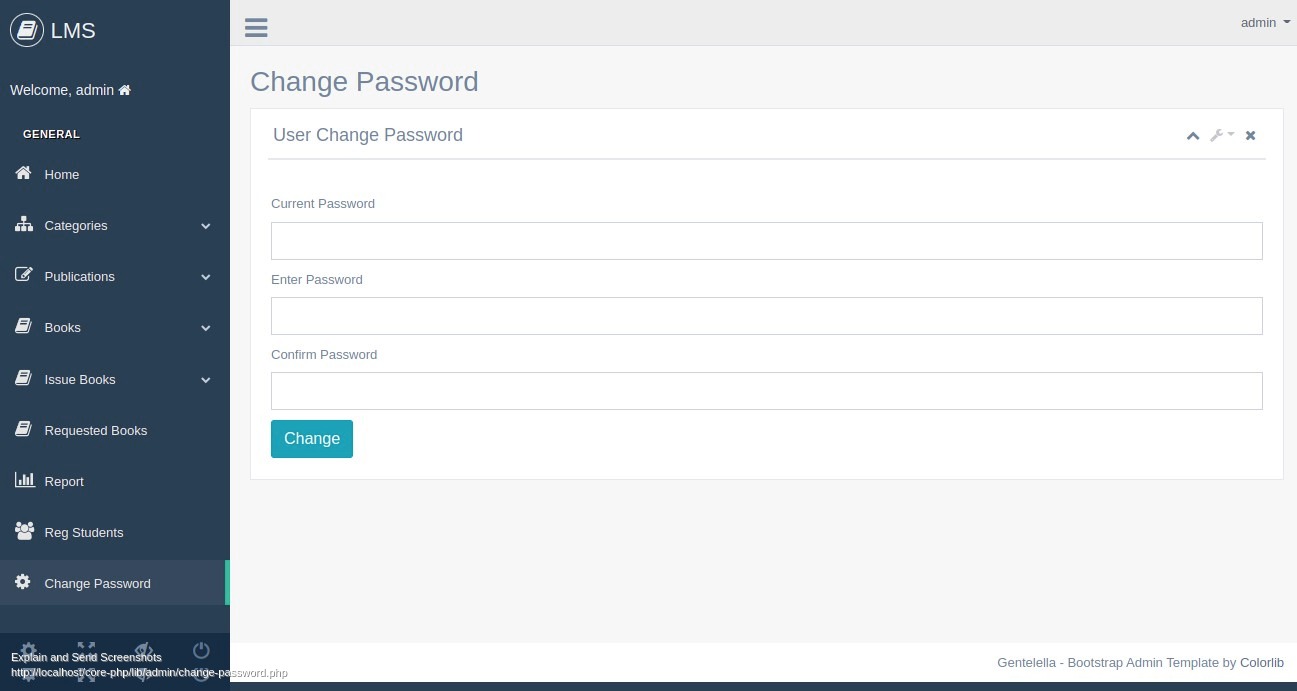 LMS
admin
Welcome, admin
GENERAL
Home
Categories
Publications
Books
Issue Books
Requested Books
Report
Reg Students
Change Password
Change Password
User Change Password
Current Password
Enter Password
Confirm Password
Change
Gentelella - Bootstrap Admin Template by Colorlib
Explain and Send Screenshots
http://localhost/core-php/lib/admin/change-password.php